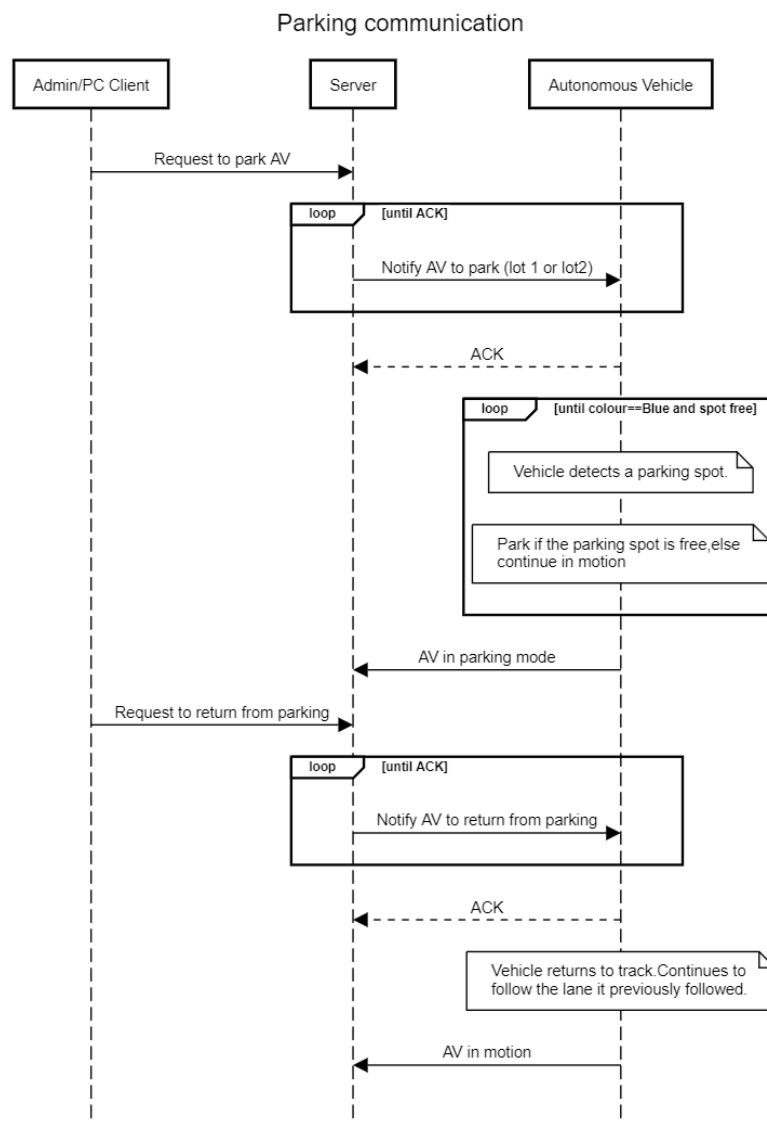 Parking communication
Admin/PC Client
Server
Autonomous Vehicle
Request to park AV
loop
[until ACK]
Notify AV to park (lot 1 or lot2)
ACK
loop
[until colour==Blue and spot free]
Vehicle detects a parking spot.
Park if the parking spot is free,else
continue in motion
AV in parking mode
Request to return from parking
loop
[until ACK]
Notify AV to return from parking
ACK
Vehicle returns to track.Continues to
follow the lane it previously followed.
AV in motion